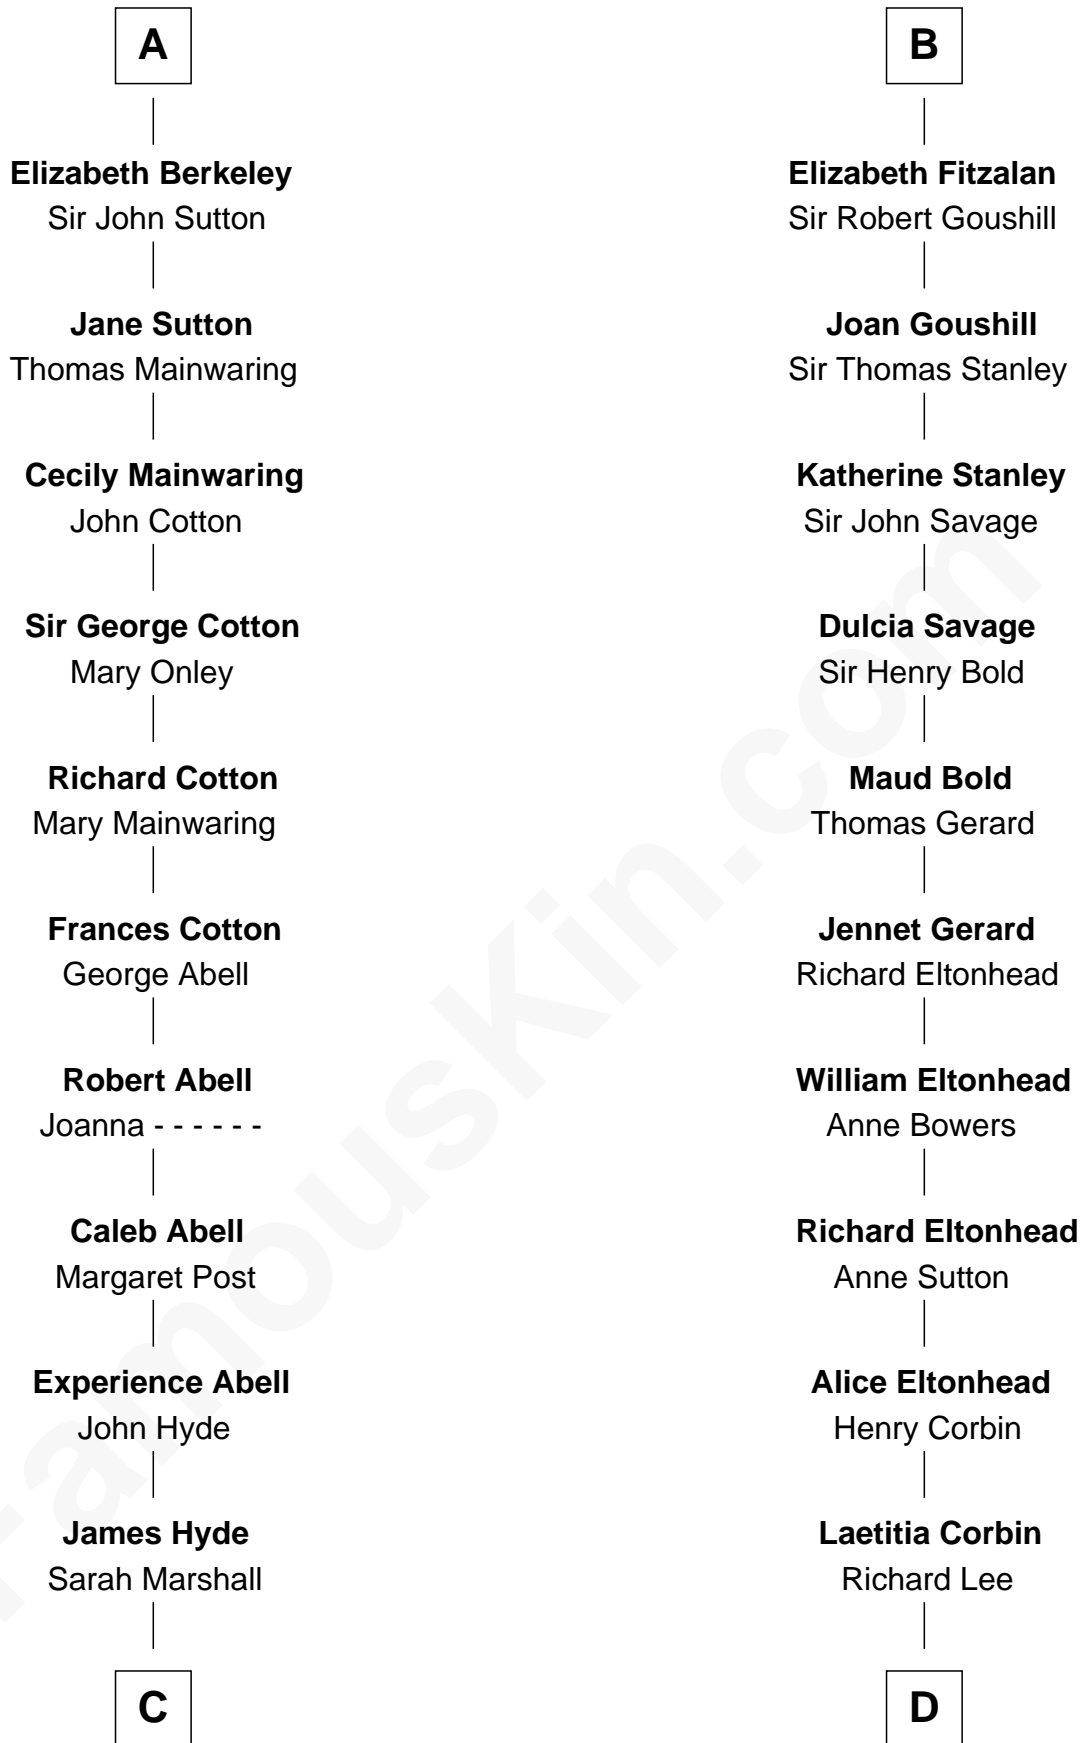 A
Elizabeth Berkeley
Sir John Sutton
Jane Sutton
Thomas Mainwaring
Cecily Mainwaring
John Cotton
Sir George Cotton
Mary Onley
Richard Cotton
Mary Mainwaring
Frances Cotton
George Abell
Robert Abell
Joanna - - - - - -
Caleb Abell
Margaret Post
Experience Abell
John Hyde
James Hyde
Sarah Marshall
C
B
Elizabeth Fitzalan
Sir Robert Goushill
Joan Goushill
Sir Thomas Stanley
Katherine Stanley
Sir John Savage
Dulcia Savage
Sir Henry Bold
Maud Bold
Thomas Gerard
Jennet Gerard
Richard Eltonhead
William Eltonhead
Anne Bowers
Richard Eltonhead
Anne Sutton
Alice Eltonhead
Henry Corbin
Laetitia Corbin
Richard Lee
D
FamousKin.com